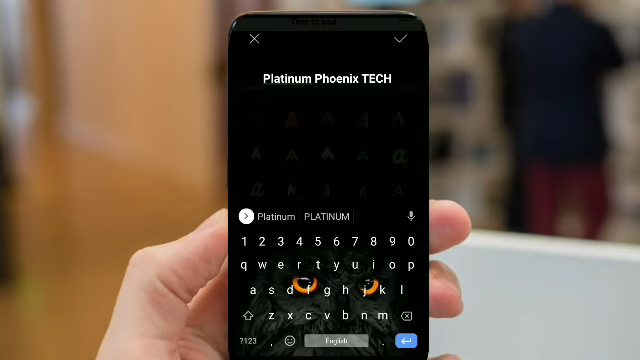 Platinum Phoenix TECH
Platinum PLATINUM
1 2 3 4 5 6 7 8 9 0
q w e r t y u i o p
a s d f g h j k l
z x c v b n m
?123 , English .